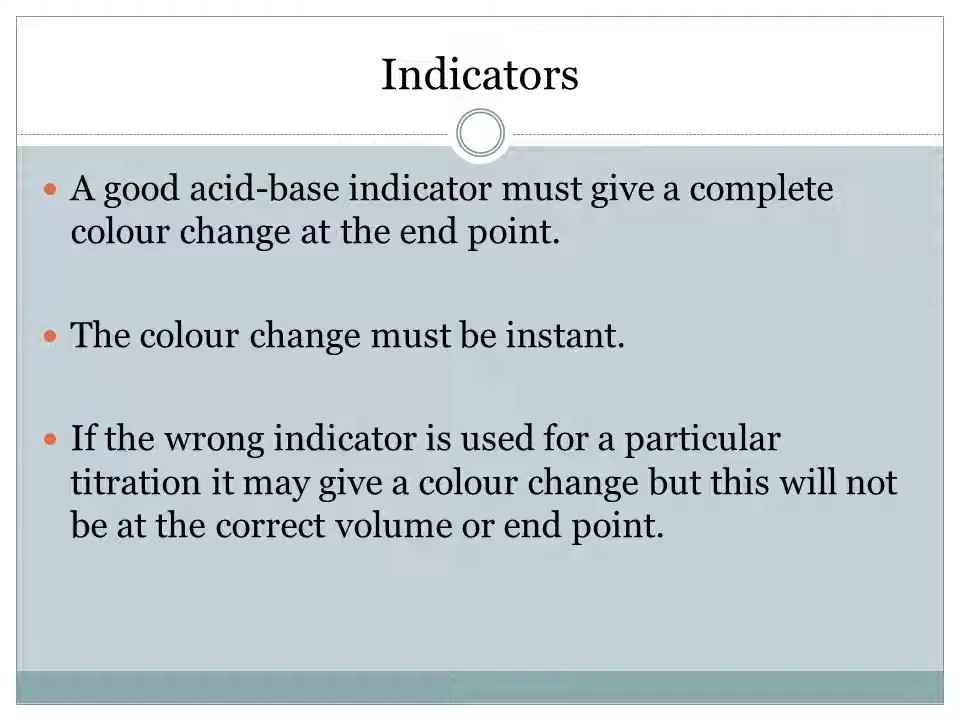 Indicators
A good acid-base indicator must give a complete
colour change at the end point.
The colour change must be instant.
If the wrong indicator is used for a particular
titration it may give a colour change but this will not
be at the correct volume or end point.